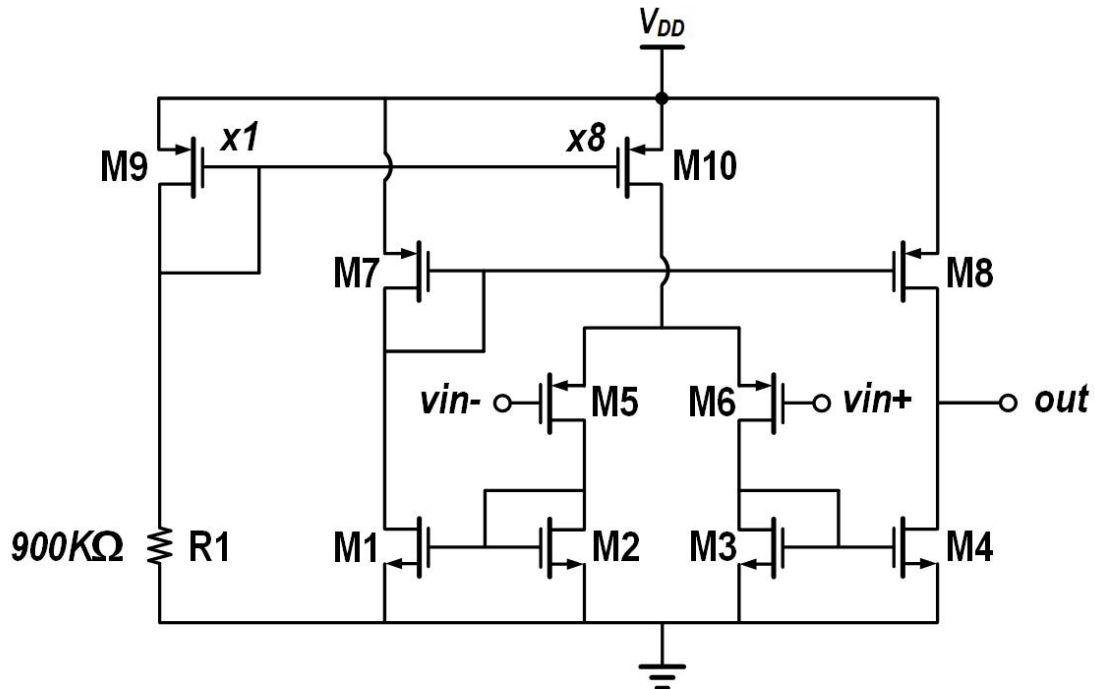 VDD
x1 x8
M9 M10
M7 M8
vin- M5 M6 vin+ out
900KΩ R1 M1 M2 M3 M4